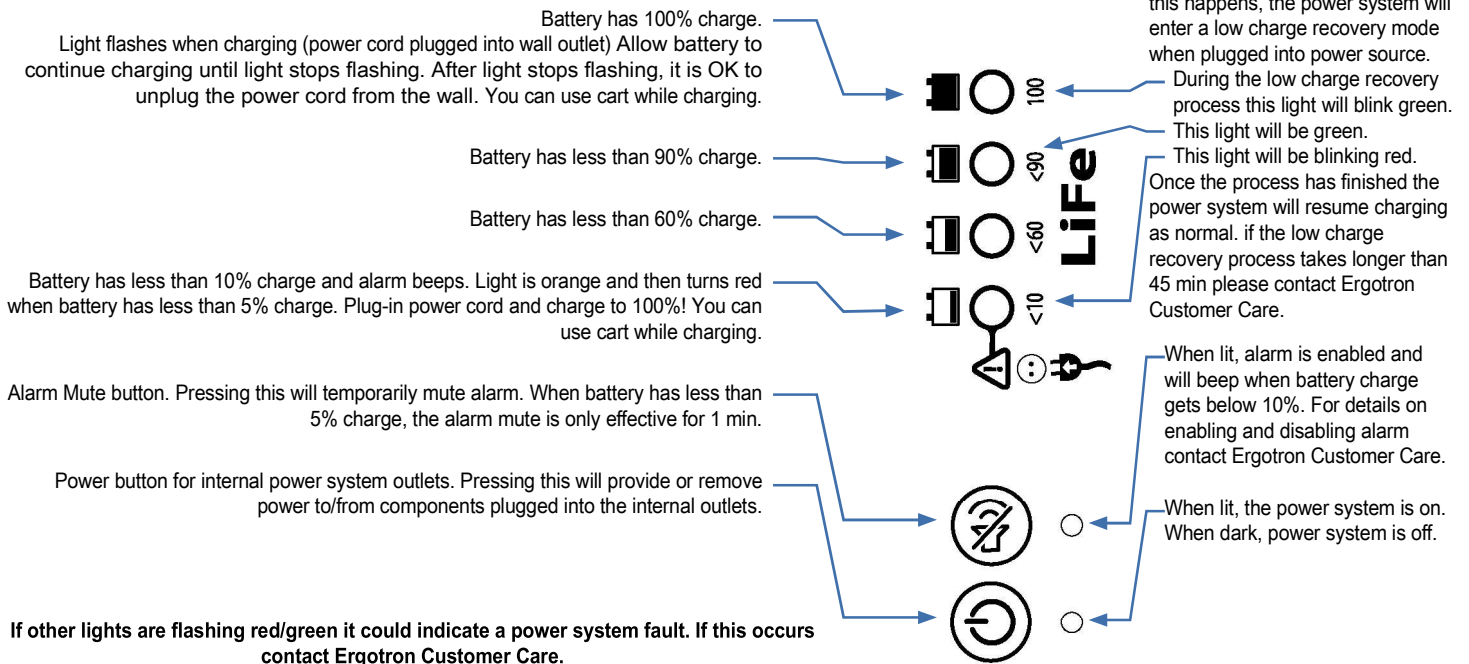 Battery has 100% charge.
Light flashes when charging (power cord plugged into wall outlet) Allow battery to
continue charging until light stops flashing. After light stops flashing, it is OK to
unplug the power cord from the wall. You can use cart while charging.
Battery has less than 90% charge.
Battery has less than 60% charge.
Battery has less than 10% charge and alarm beeps. Light is orange and then turns red
when battery has less than 5% charge. Plug-in power cord and charge to 100%! You can
use cart while charging.
Alarm Mute button. Pressing this will temporarily mute alarm. When battery has less than
5% charge, the alarm mute is only effective for 1 min.
Power button for internal power system outlets. Pressing this will provide or remove
power to/from components plugged into the internal outlets.
If other lights are flashing red/green it could indicate a power system fault. If this occurs
contact Ergotron Customer Care.
100
<90
<60
<10
LiFe
!
this happens, the power system will
enter a low charge recovery mode
when plugged into power source.
During the low charge recovery
process this light will blink green.
This light will be green.
This light will be blinking red.
Once the process has finished the
power system will resume charging
as normal. if the low charge
recovery process takes longer than
45 min please contact Ergotron
Customer Care.
When lit, alarm is enabled and
will beep when battery charge
gets below 10%. For details on
enabling and disabling alarm
contact Ergotron Customer Care.
When lit, the power system is on.
When dark, power system is off.